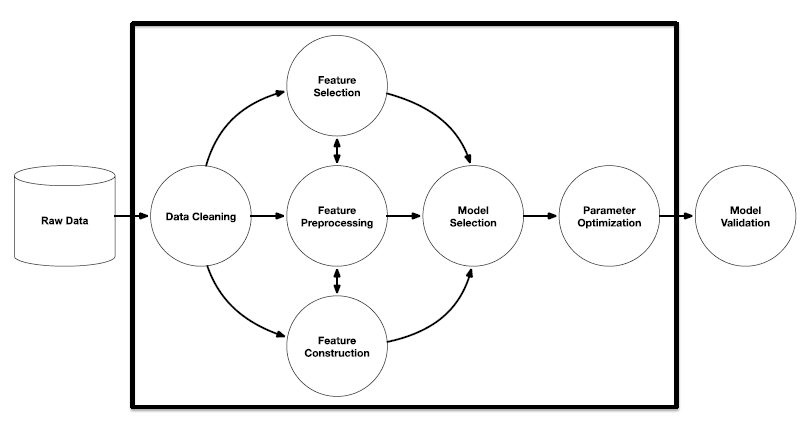 Feature
Selection
Raw Data
Data Cleaning
Feature
Preprocessing
Model
Selection
Parameter
Optimization
Model
Validation
Feature
Construction